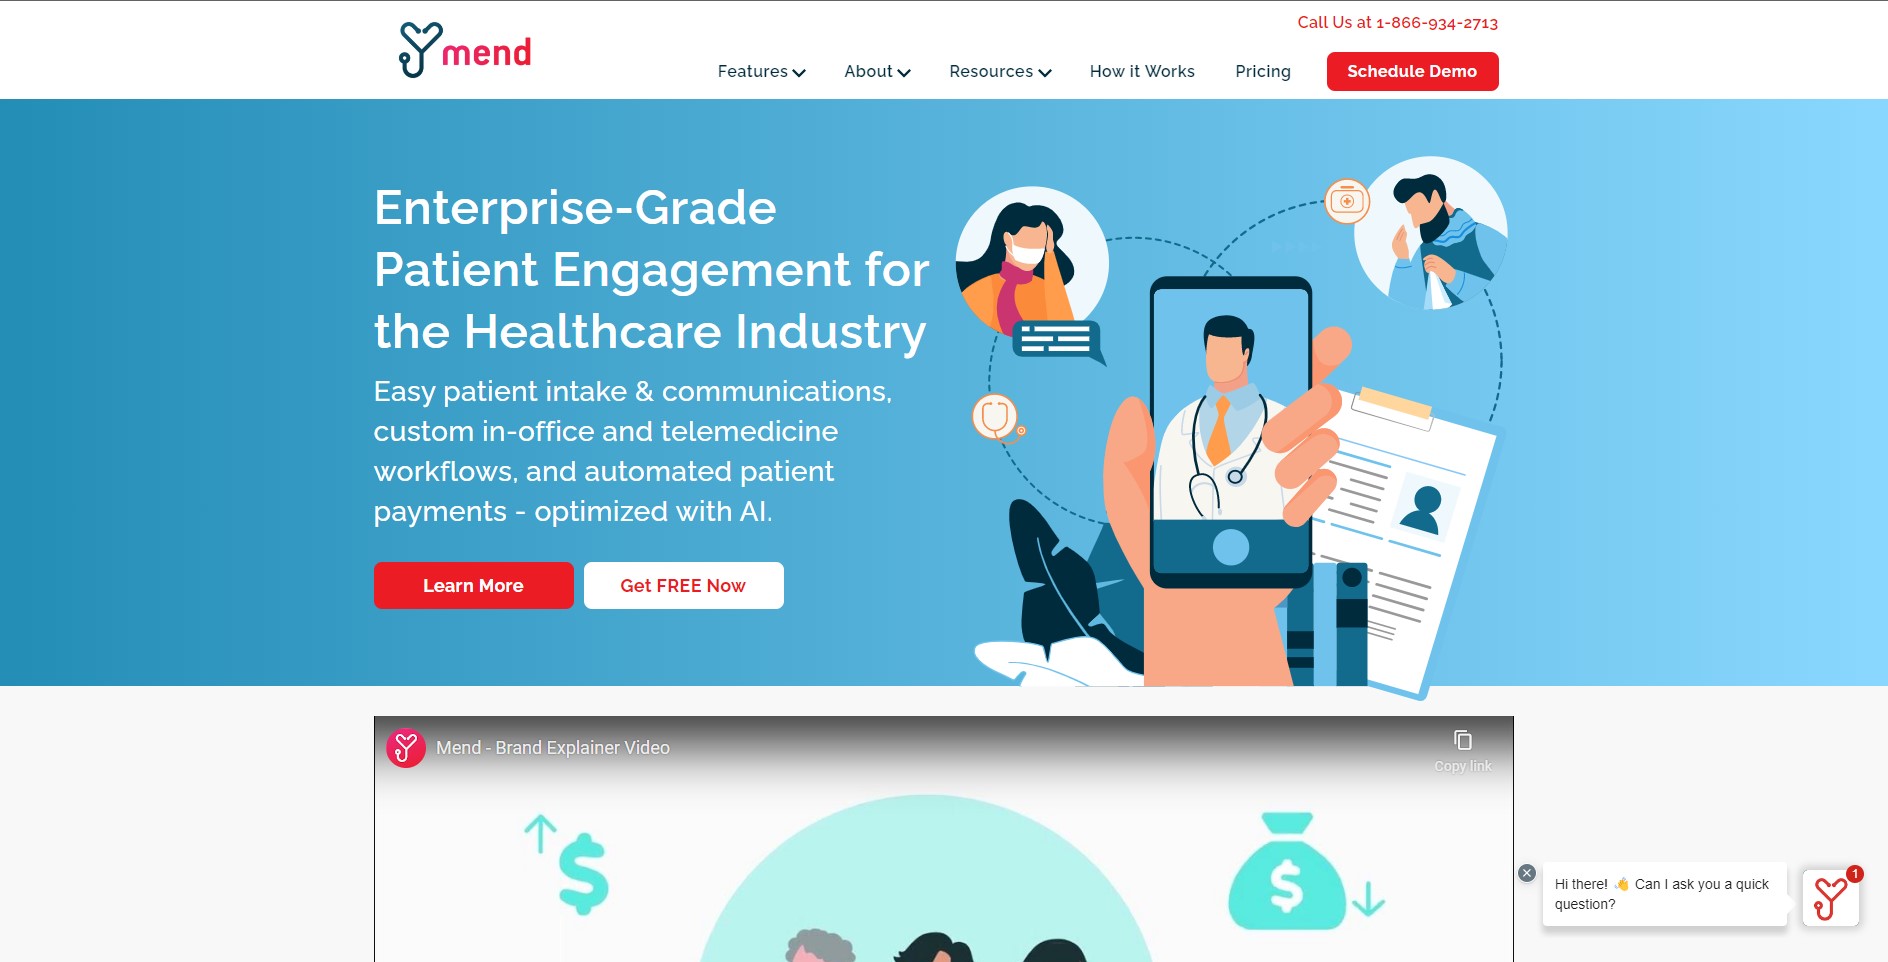 mend
Call Us at 1-866-934-2713
Features
About
Resources
How it Works
Pricing
Schedule Demo
Enterprise-Grade
Patient Engagement for
the Healthcare Industry
Easy patient intake & communications,
custom in-office and telemedicine
workflows, and automated patient
payments - optimized with AI.
Learn More
Get FREE Now
Mend - Brand Explainer Video
Copy link
$
$
Hi there! 👋 Can I ask you a quick
question?
1